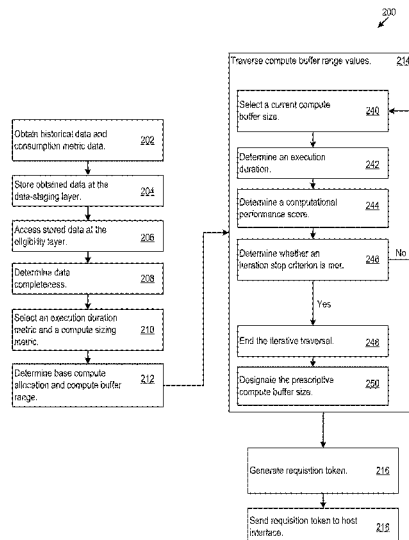 200
Obtain historical data and
consumption metric data.
202
Store obtained data at the
data-staging layer.
204
Access stored data at the
eligibility layer.
206
Determine data
completeness.
208
Select an execution duration
metric and a compute sizing
metric.
210
Determine base compute
allocation and compute buffer
range.
212
Traverse compute buffer range values.
214
Select a current compute
buffer size.
240
Determine an execution
duration.
242
Determine a computational
performance score.
244
Determine whether an
iteration stop criterion is met.
246
No
Yes
End the iterative traversal.
248
Designate the prescriptive
compute buffer size.
250
Generate requisition token.
216
Send requisition token to host
interface.
218